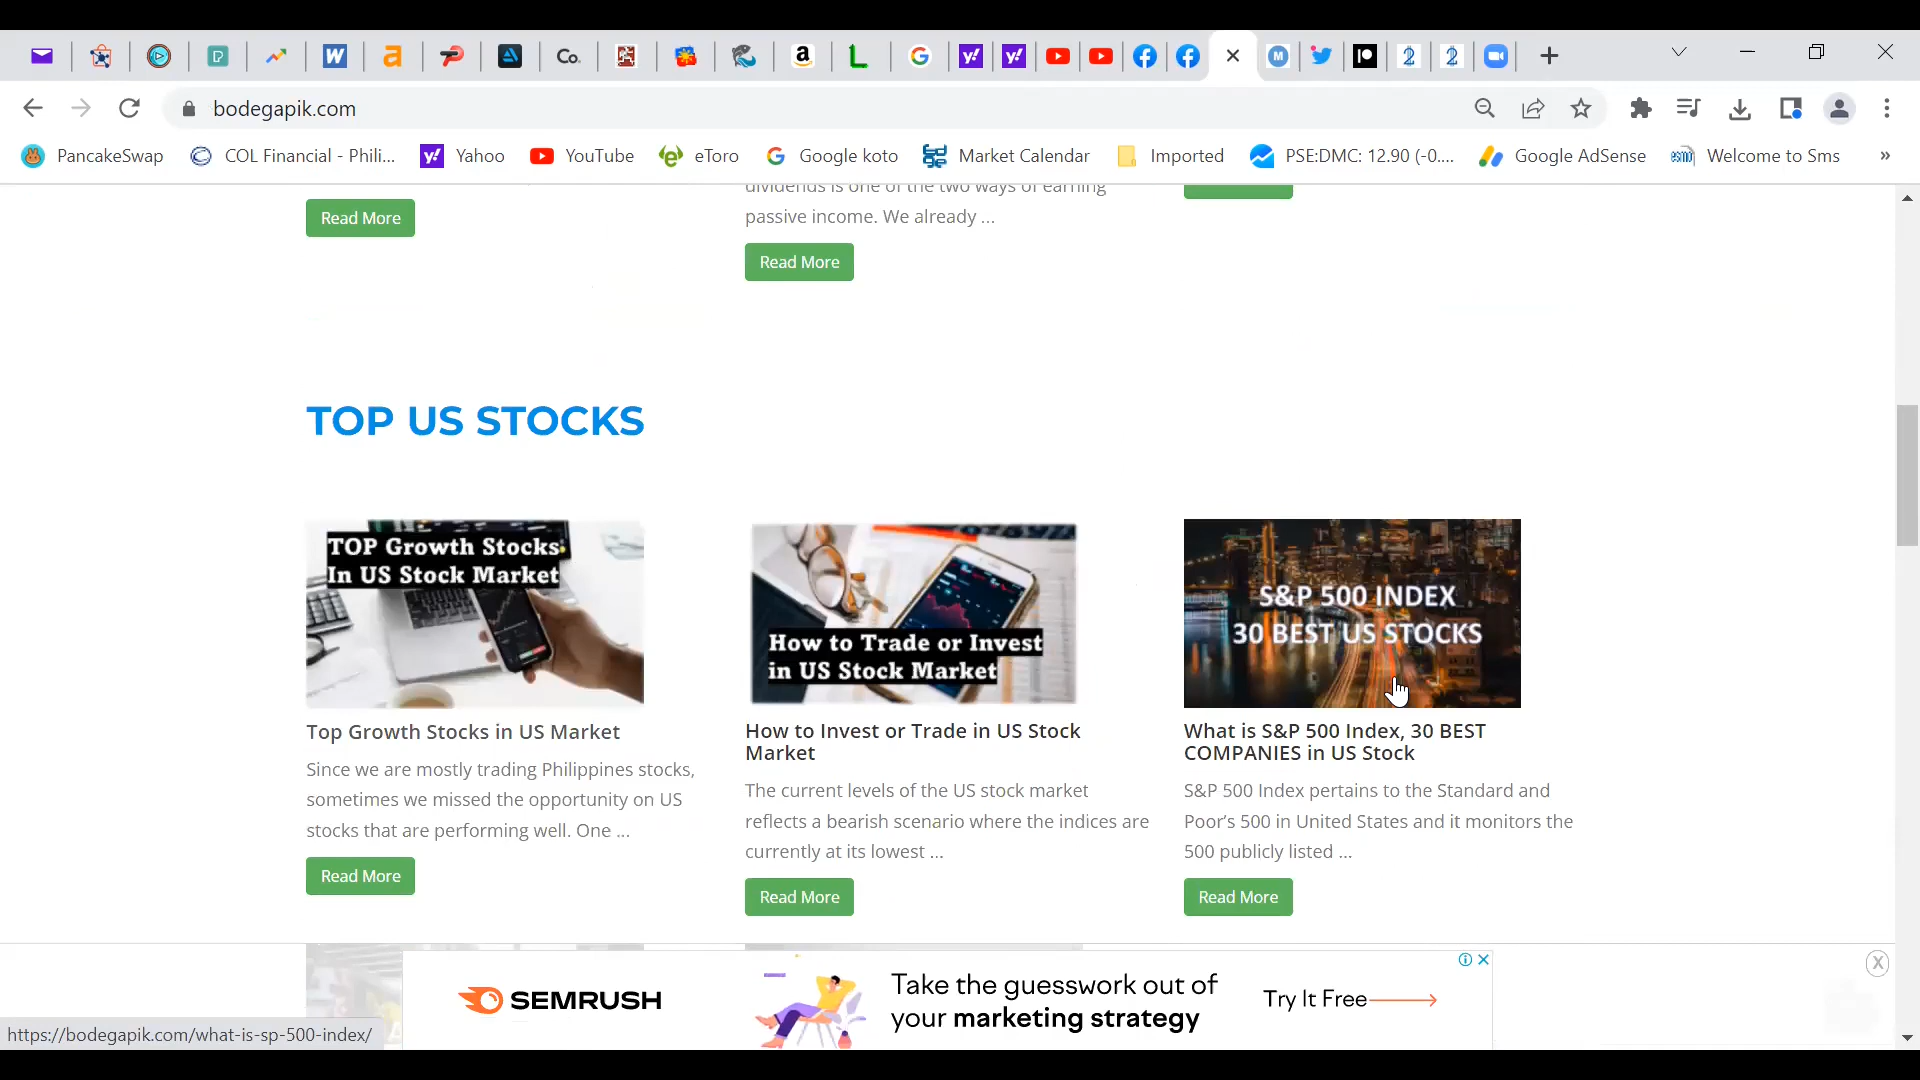 bodegapik.com
PancakeSwap
COL Financial - Phili...
Yahoo
YouTube
eToro
Google koto
Market Calendar
Imported
PSE:DMC: 12.90 (-0....
Google AdSense
Welcome to Sms
»
Read More
dividends is one of the two ways of earning
passive income. We already ...
Read More
TOP US STOCKS
TOP Growth Stocks
In US Stock Market
Top Growth Stocks in US Market
Since we are mostly trading Philippines stocks,
sometimes we missed the opportunity on US
stocks that are performing well. One ...
Read More
How to Trade or Invest
in US Stock Market
How to Invest or Trade in US Stock
Market
The current levels of the US stock market
reflects a bearish scenario where the indices are
currently at its lowest ...
Read More
S&P 500 INDEX
30 BEST US STOCKS
What is S&P 500 Index, 30 BEST
COMPANIES in US Stock
S&P 500 Index pertains to the Standard and
Poor's 500 in United States and it monitors the
500 publicly listed ...
Read More
SEMRUSH
Take the guesswork out of
your marketing strategy
Try It Free
https://bodegapik.com/what-is-sp-500-index/